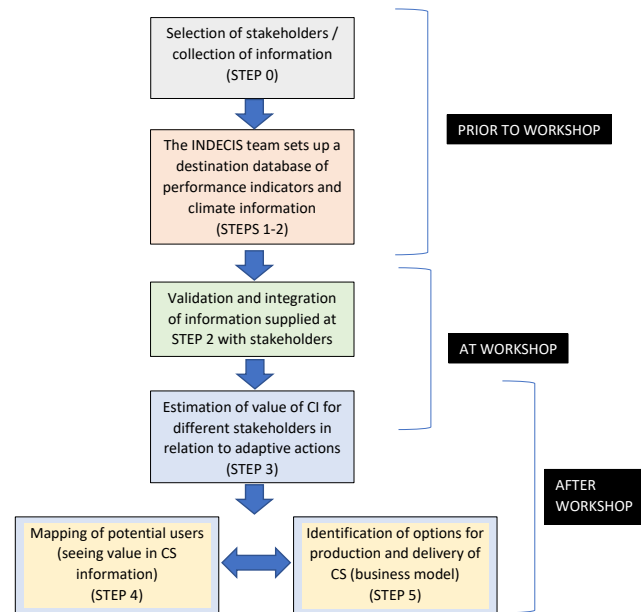 Selection of stakeholders /
collection of information
(STEP 0)
PRIOR TO WORKSHOP
The INDECIS team sets up a
destination database of
performance indicators and
climate information
(STEPS 1-2)
Validation and integration
of information supplied at
STEP 2 with stakeholders
AT WORKSHOP
Estimation of value of CI for
different stakeholders in
relation to adaptive actions
(STEP 3)
AFTER
WORKSHOP
Mapping of potential users
(seeing value in CS
information)
(STEP 4)
Identification of options for
production and delivery of
CS (business model)
(STEP 5)